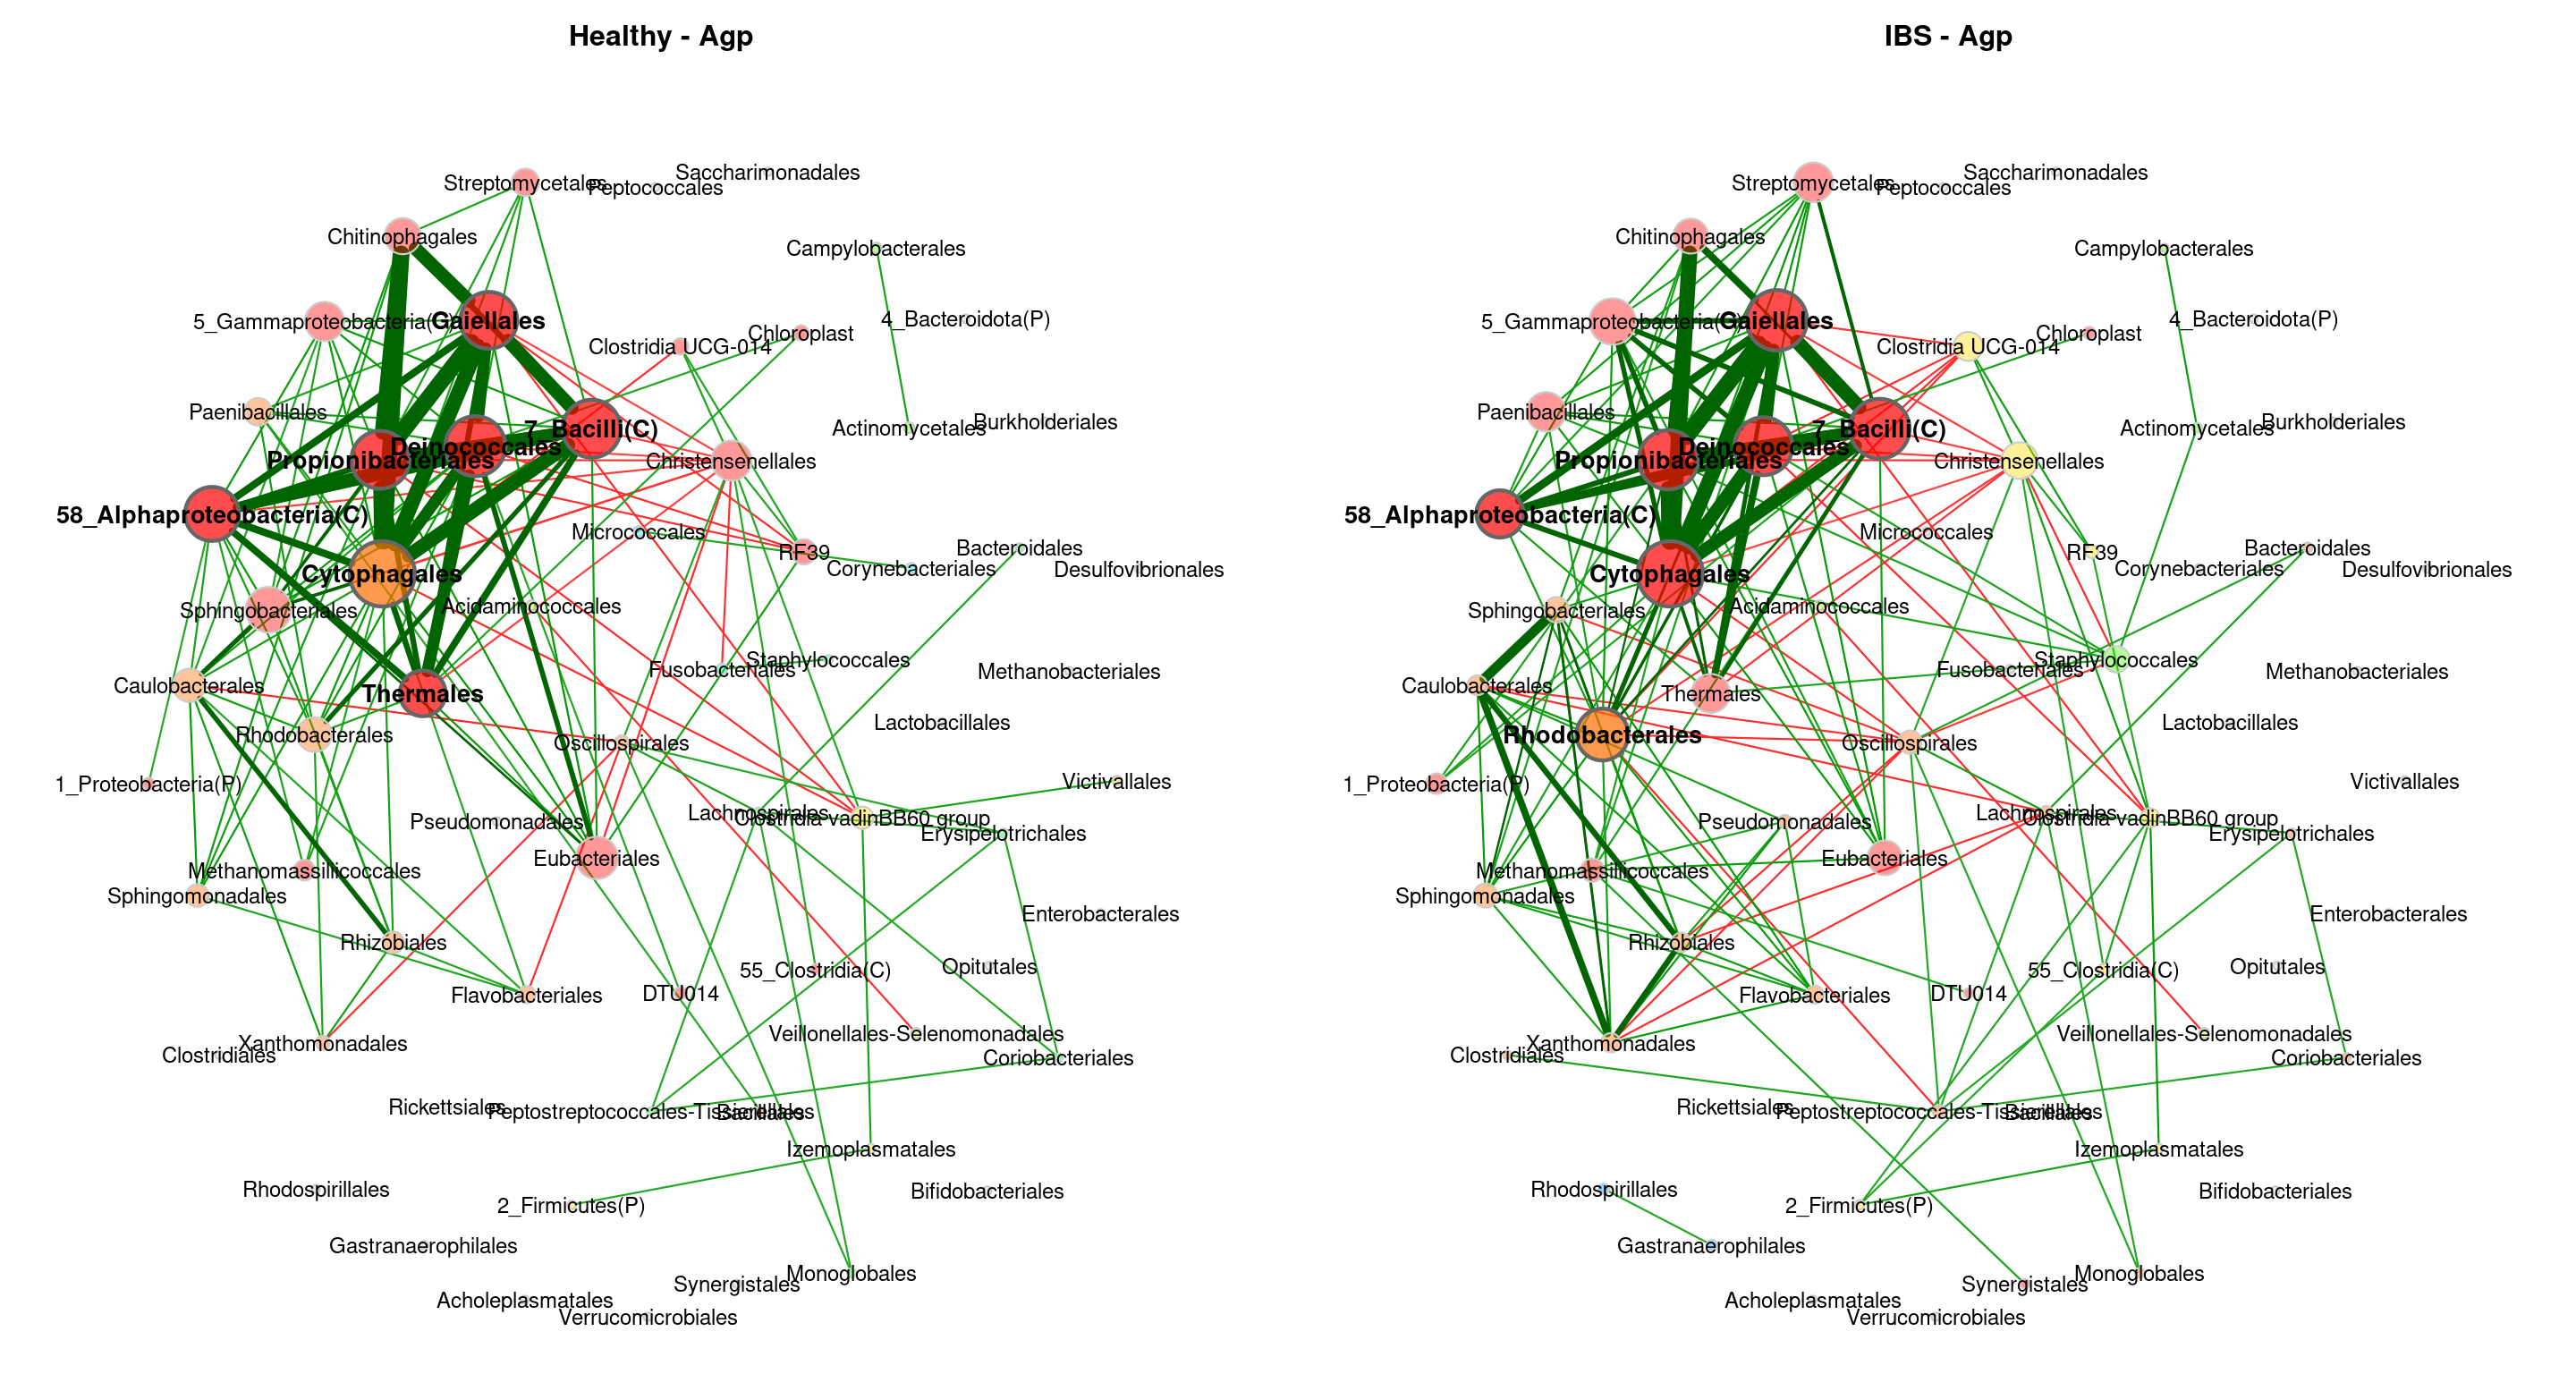 Healthy - Agp
Streptomycetales
Peptococcales
Saccharimonadales
Chitinophagales
Campylobacterales
5_Gammaproteobacteria(C)
Gaiellales
Clostridia UCG-014
Chloroplast
4_Bacteroidota(P)
Paenibacillales
7_Bacilli(C)
Actinomycetales
Burkholderiales
Propionibacteriales
Deinococcales
Christensenellales
58_Alphaproteobacteria(C)
Micrococcales
RF39
Bacteroidales
Cytophagales
Corynebacteriales
Desulfovibrionales
Sphingobacteriales
Acidaminococcales
Caulobacterales
Thermales
Fusobacteriales
Staphylococcales
Methanobacteriales
Rhodobacterales
Oscillospirales
Lactobacillales
1_Proteobacteria(P)
Victivallales
Pseudomonadales
Lachnospirales
Clostridia vadinBB60 group
Erysipelotrichales
Methanomassiliicoccales
Eubacteriales
Sphingomonadales
Enterobacterales
Rhizobiales
55_Clostridia(C)
Opitutales
Flavobacteriales
DTU014
Xanthomonadales
Clostridiales
Veillonellales-Selenomonadales
Coriobacteriales
Rickettsiales
Peptostreptococcales-Tissierellales
Bacillales
Izemoplasmatales
Rhodospirillales
2_Firmicutes(P)
Bifidobacteriales
Gastranaerophilales
Synergistales
Monoglobales
Acholeplasmatales
Verrucomicrobiales
IBS - Agp
Streptomycetales
Peptococcales
Saccharimonadales
Chitinophagales
Campylobacterales
5_Gammaproteobacteria(C)
Gaiellales
Clostridia UCG-014
Chloroplast
4_Bacteroidota(P)
Paenibacillales
7_Bacilli(C)
Actinomycetales
Burkholderiales
Propionibacteriales
Deinococcales
Christensenellales
58_Alphaproteobacteria(C)
Micrococcales
RF39
Bacteroidales
Cytophagales
Corynebacteriales
Desulfovibrionales
Sphingobacteriales
Acidaminococcales
Caulobacterales
Thermales
Fusobacteriales
Staphylococcales
Methanobacteriales
Rhodobacterales
Oscillospirales
Lactobacillales
1_Proteobacteria(P)
Victivallales
Pseudomonadales
Lachnospirales
Clostridia vadinBB60 group
Erysipelotrichales
Methanomassiliicoccales
Eubacteriales
Sphingomonadales
Enterobacterales
Rhizobiales
55_Clostridia(C)
Opitutales
Flavobacteriales
DTU014
Xanthomonadales
Clostridiales
Veillonellales-Selenomonadales
Coriobacteriales
Rickettsiales
Peptostreptococcales-Tissierellales
Bacillales
Izemoplasmatales
Rhodospirillales
2_Firmicutes(P)
Bifidobacteriales
Gastranaerophilales
Synergistales
Monoglobales
Acholeplasmatales
Verrucomicrobiales